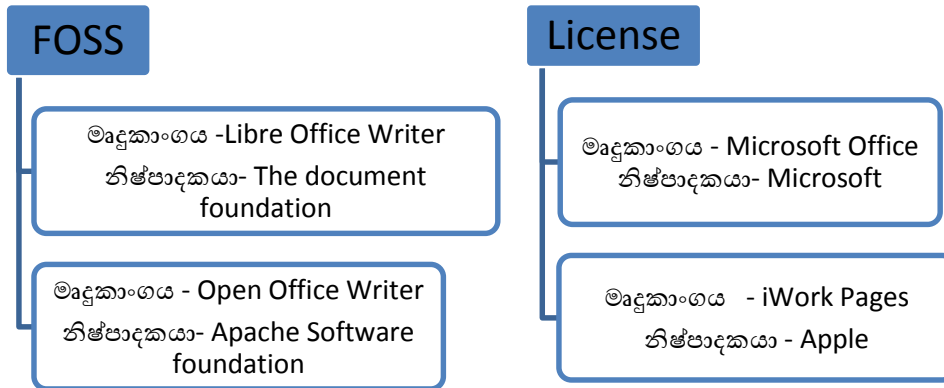 FOSS
මෘදුකාංගය -Libre Office Writer
නිෂ්පාදකයා- The document
foundation
මෘදුකාංගය - Open Office Writer
නිෂ්පාදකයා- Apache Software
foundation
License
මෘදුකාංගය - Microsoft Office
නිෂ්පාදකයා- Microsoft
මෘදුකාංගය - iWork Pages
නිෂ්පාදකයා - Apple